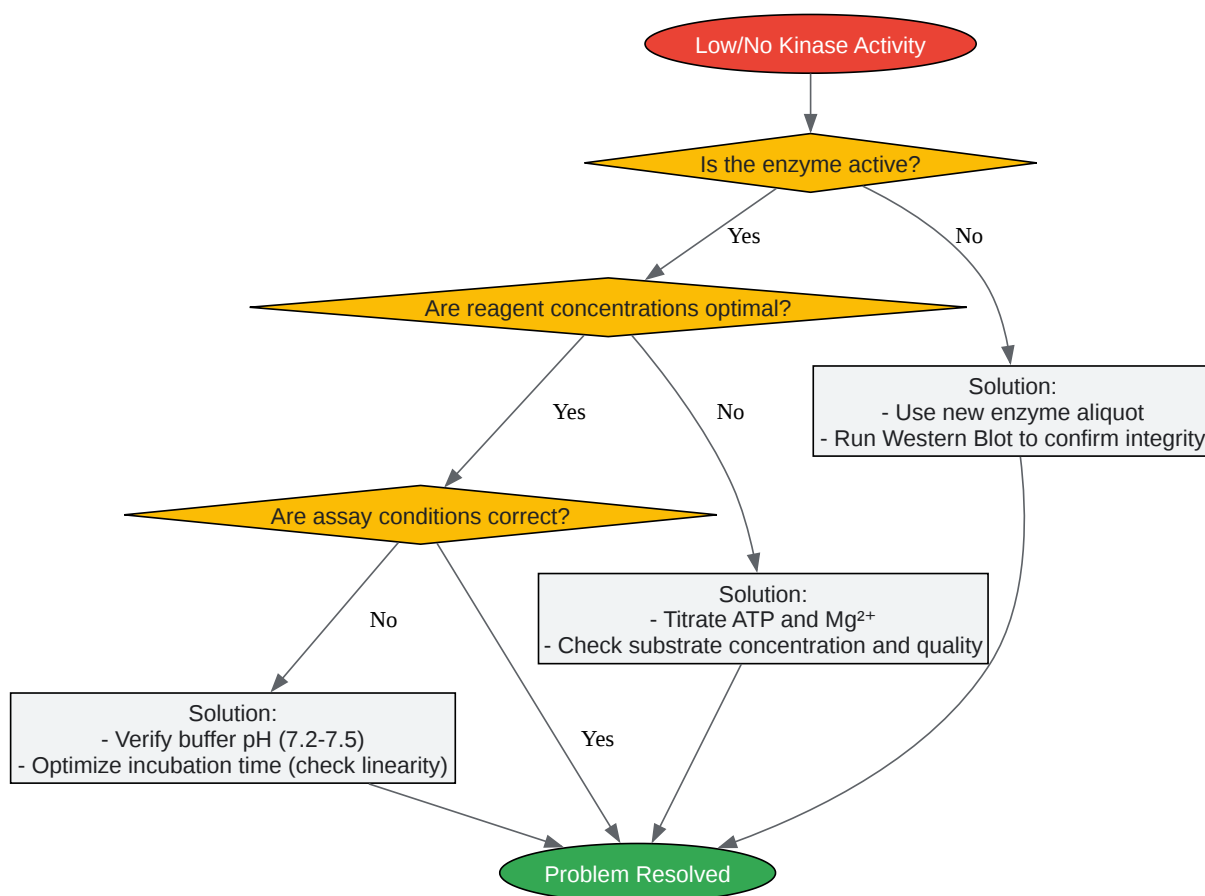 Low/No Kinase Activity
Is the enzyme active?
Yes
No
Are reagent concentrations optimal?
Solution:
- Use new enzyme aliquot
- Run Western Blot to confirm integrity
Yes
No
Are assay conditions correct?
Solution:
- Titrate ATP and Mg²⁺
- Check substrate concentration and quality
No
Yes
Solution:
- Verify buffer pH (7.2-7.5)
- Optimize incubation time (check linearity)
Problem Resolved